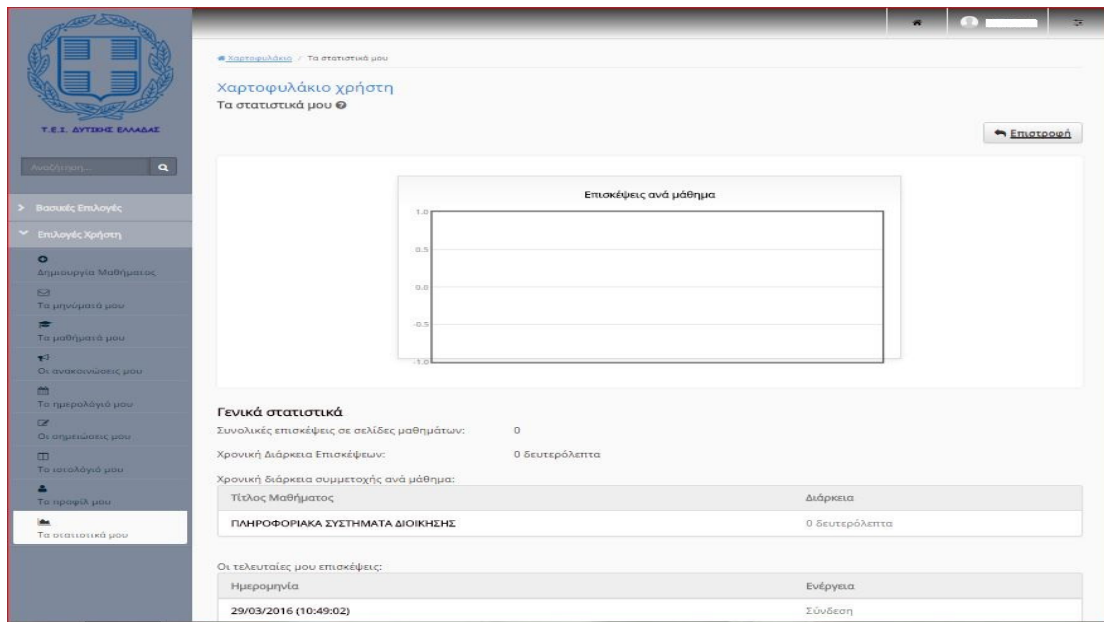 Χαρτοφυλάκιο / Τα στατιστικά μου
Χαρτοφυλάκιο χρήστη
Τα στατιστικά μου
Τ.Ε.Ι. ΔΥΤΙΚΗΣ ΕΛΛΑΔΑΣ
Επιστροφή
Αναζήτηση...
Βασικές Επιλογές
Επιλογές Χρήστη
Δημιουργία Μαθήματος
Τα μηνύματά μου
Τα μαθήματά μου
Οι ανακοινώσεις μου
Το ημερολόγιό μου
Οι σημειώσεις μου
Το ιστολόγιό μου
Το προφίλ μου
Τα στατιστικά μου
Επισκέψεις ανά μάθημα
1.0
0.5
0.0
-0.5
-1.0
Γενικά στατιστικά
Συνολικές επισκέψεις σε σελίδες μαθημάτων: 0
Χρονική Διάρκεια Επισκέψεων: 0 δευτερόλεπτα
Χρονική διάρκεια συμμετοχής ανά μάθημα:
Τίτλος Μαθήματος Διάρκεια
ΠΛΗΡΟΦΟΡΙΑΚΑ ΣΥΣΤΗΜΑΤΑ ΔΙΟΙΚΗΣΗΣ 0 δευτερόλεπτα
Οι τελευταίες μου επισκέψεις:
Ημερομηνία Ενέργεια
29/03/2016 (10:49:02) Σύνδεση